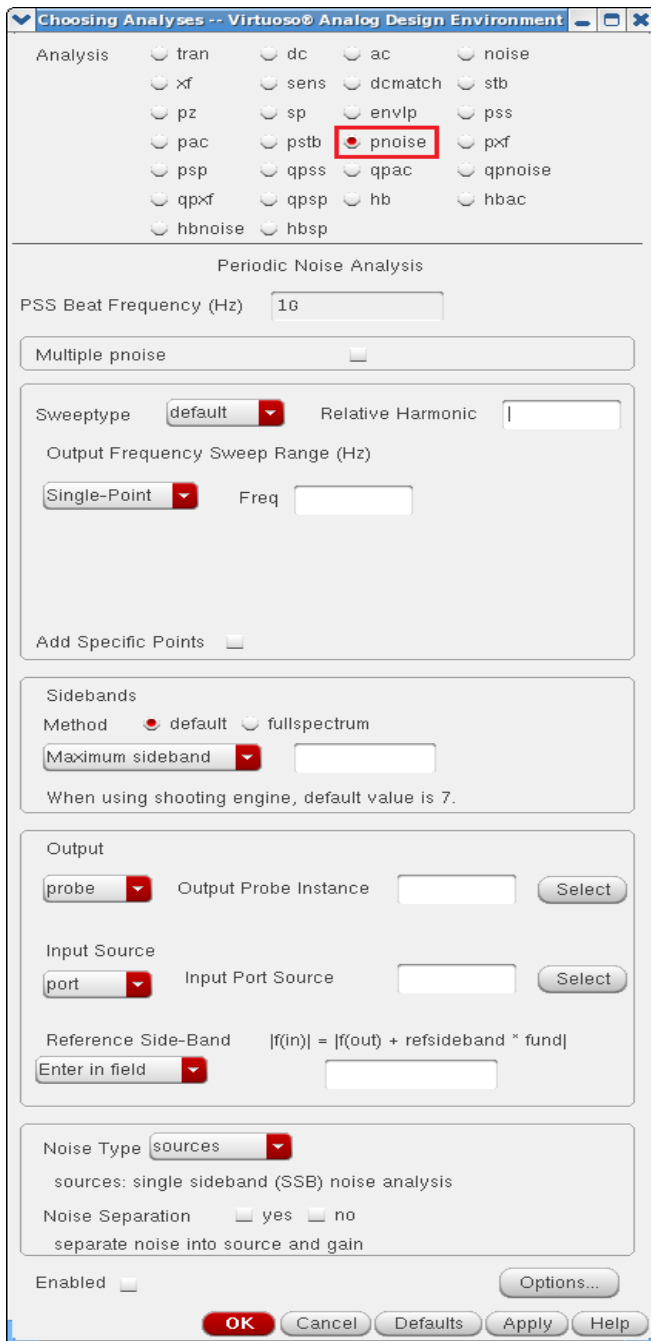 Choosing Analyses -- Virtuoso® Analog Design Environment
Analysis tran dc ac noise
xf sens dcmatch stb
pz sp envlp pss
pac pstb pnoise pxf
psp qpss qpac qpnoise
qpxf qpsp hb hbac
hbnoise hbsp
Periodic Noise Analysis
PSS Beat Frequency (Hz) 1G
Multiple pnoise
Sweeptype default Relative Harmonic
Output Frequency Sweep Range (Hz)
Single-Point Freq
Add Specific Points
Sidebands
Method default fullspectrum
Maximum sideband
When using shooting engine, default value is 7.
Output
probe Output Probe Instance Select
Input Source
port Input Port Source Select
Reference Side-Band |f(in)| = |f(out) + refsideband * fund|
Enter in field
Noise Type sources
sources: single sideband (SSB) noise analysis
Noise Separation yes no
separate noise into source and gain
Enabled Options...
OK Cancel Defaults Apply Help